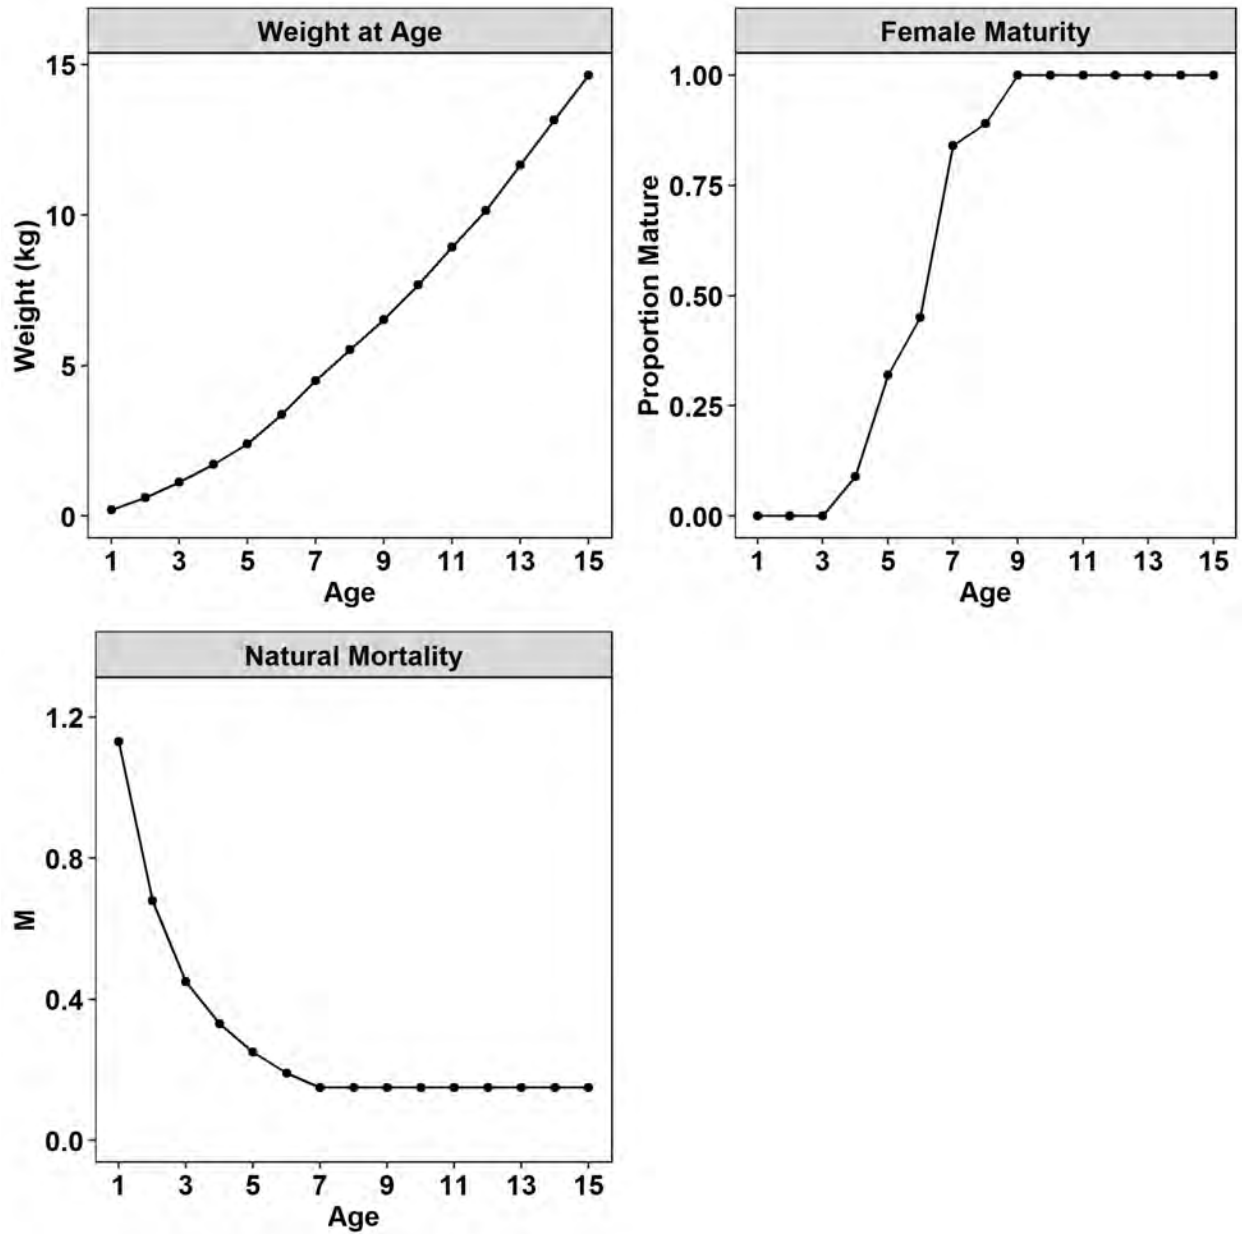 Weight at Age
15
10
5
0
Weight (kg)
1 3 5 7 9 11 13 15
Age
Female Maturity
1.00
0.75
0.50
0.25
0.00
Proportion Mature
1 3 5 7 9 11 13 15
Age
Natural Mortality
1.2
0.8
0.4
0.0
M
1 3 5 7 9 11 13 15
Age